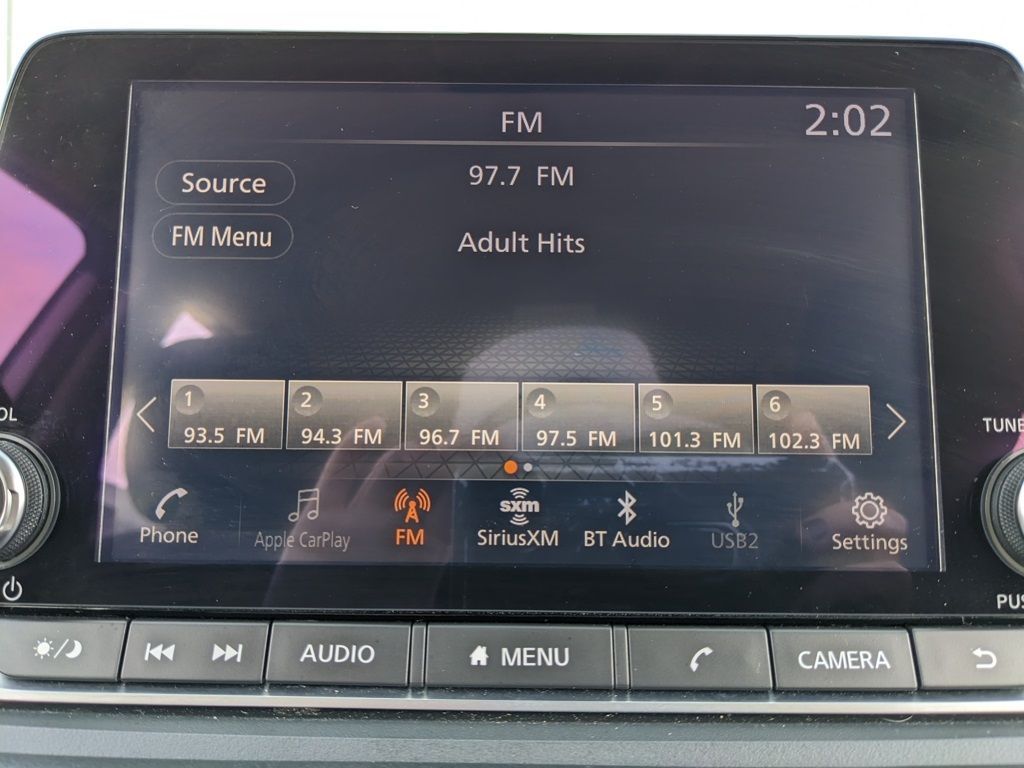 FM
2:02
Source
97.7 FM
FM Menu
Adult Hits
1
2
3
4
5
6
93.5 FM
94.3 FM
96.7 FM
97.5 FM
101.3 FM
102.3 FM
OL
TUNE
Phone
Apple CarPlay
FM
sxm
SiriusXM
BT Audio
USB2
Settings
PUS
AUDIO
MENU
CAMERA